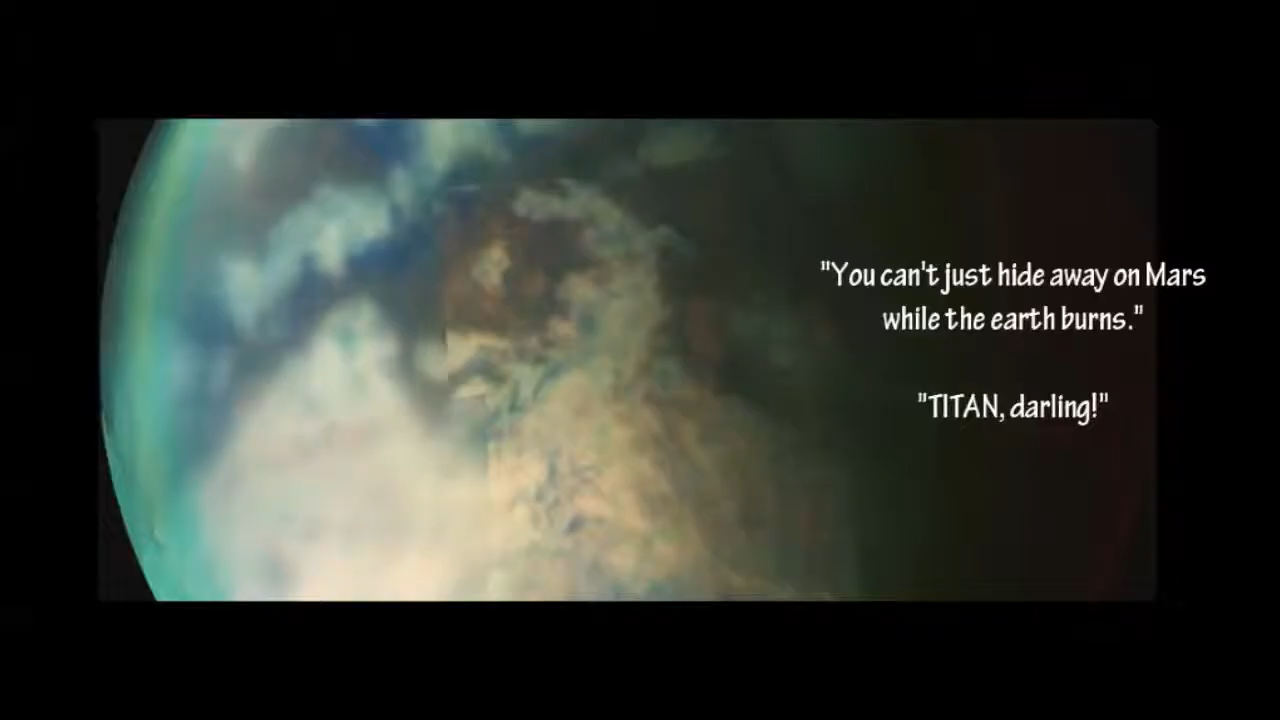 "You can't just hide away on Mars
while the earth burns."
"TITAN, darling!"